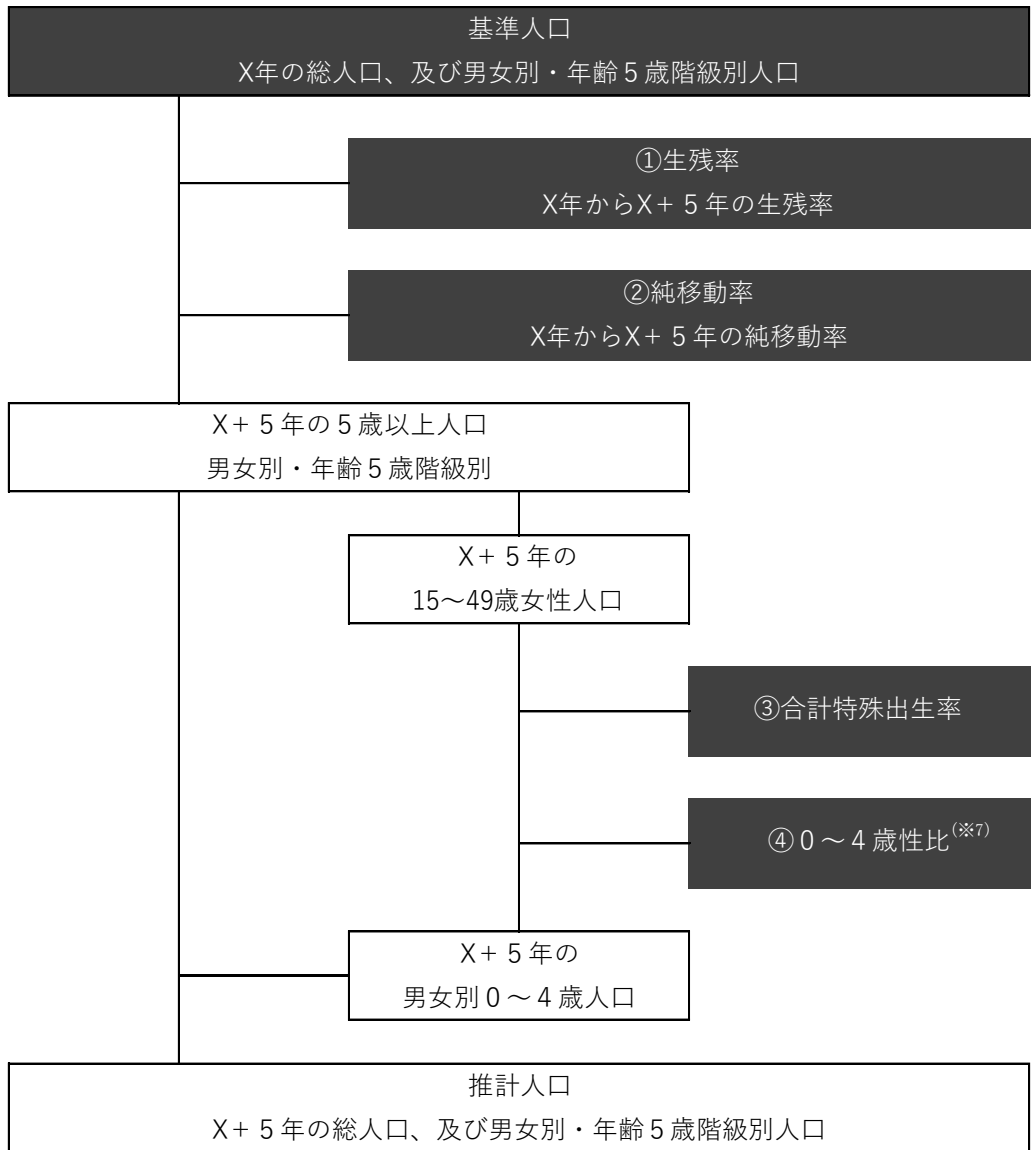 基準人口
X年の総人口、及び男女別・年齢５歳階級別人口
①生残率
X年からX＋５年の生残率
②純移動率
X年からX＋５年の純移動率
X＋５年の５歳以上人口
男女別・年齢５歳階級別
X＋５年の
15～49歳女性人口
③合計特殊出生率
④０～４歳性比(※7)
X＋５年の
男女別０～４歳人口
推計人口
X＋５年の総人口、及び男女別・年齢５歳階級別人口